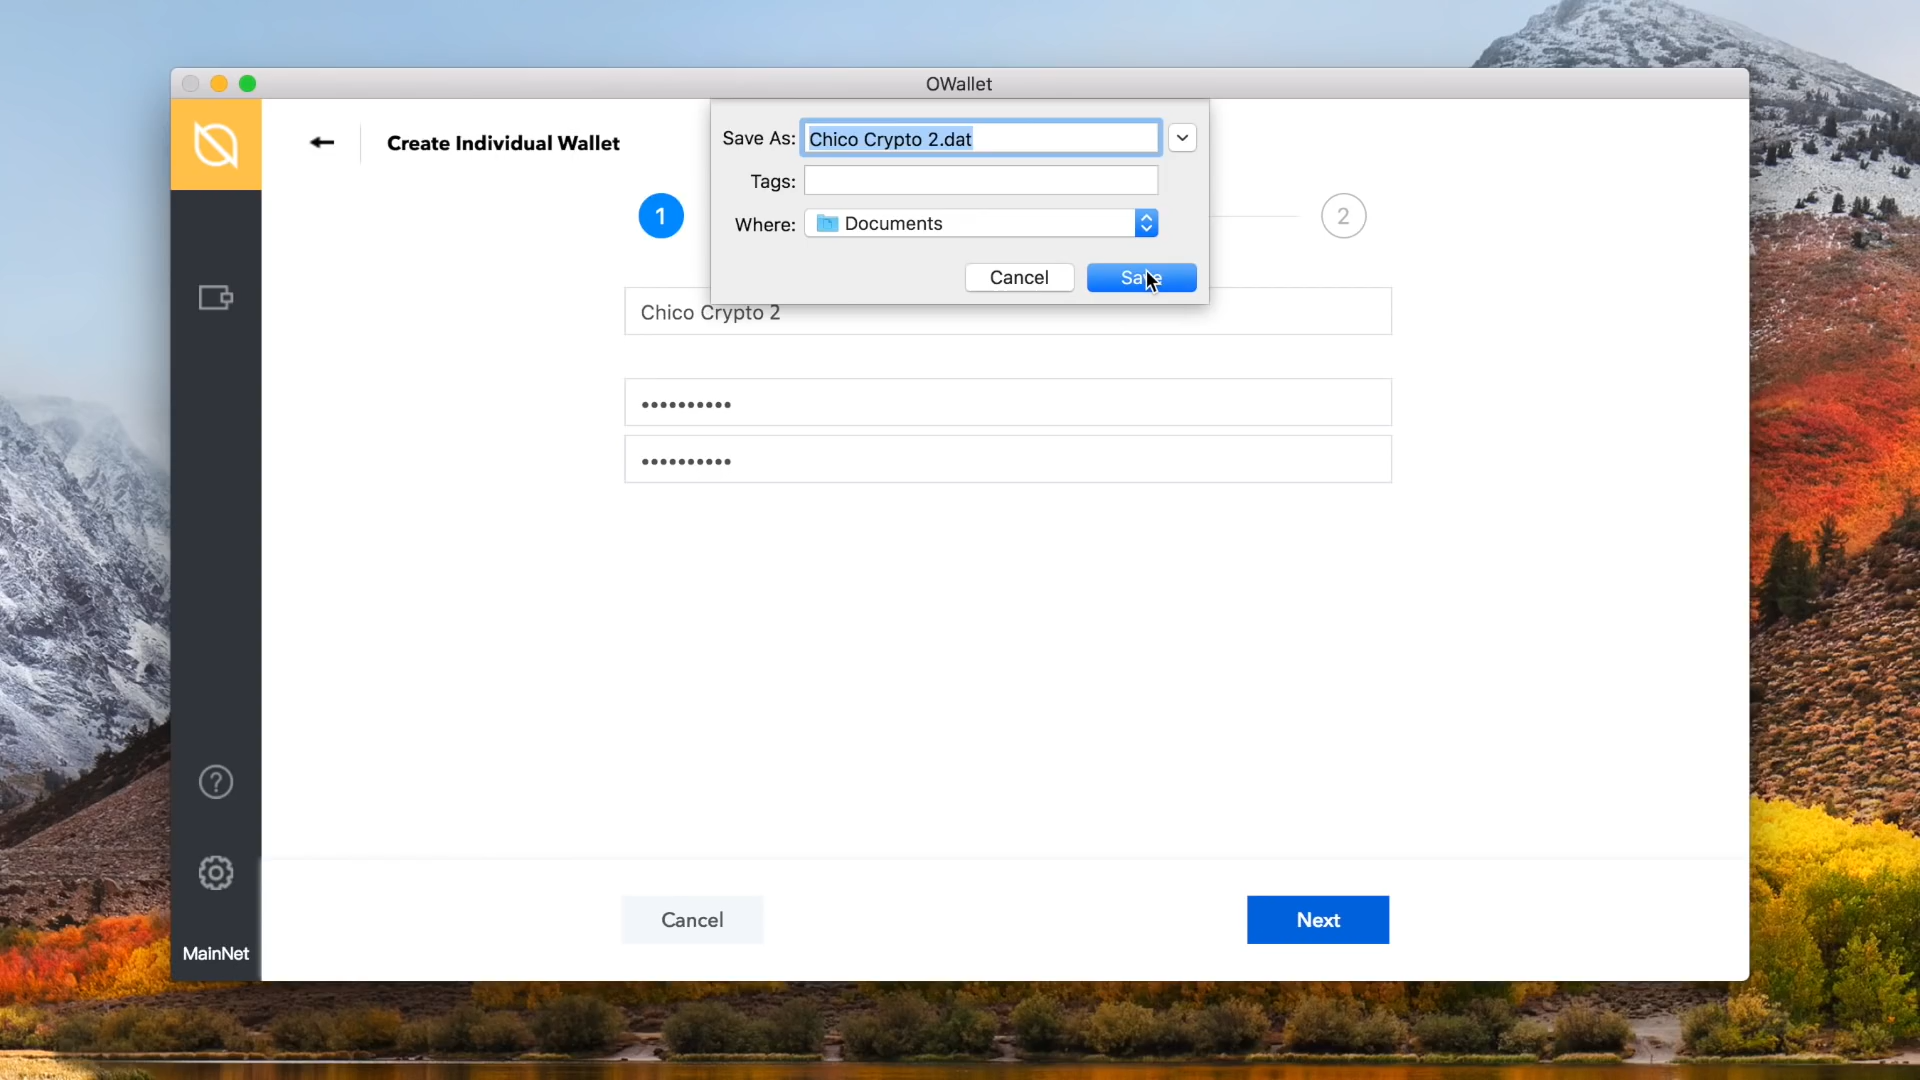 OWallet
Create Individual Wallet
Save As: Chico Crypto 2.dat
Tags:
Where: Documents
Cancel Save
1
2
Chico Crypto 2
••••••••••
••••••••••
Cancel
Next
MainNet